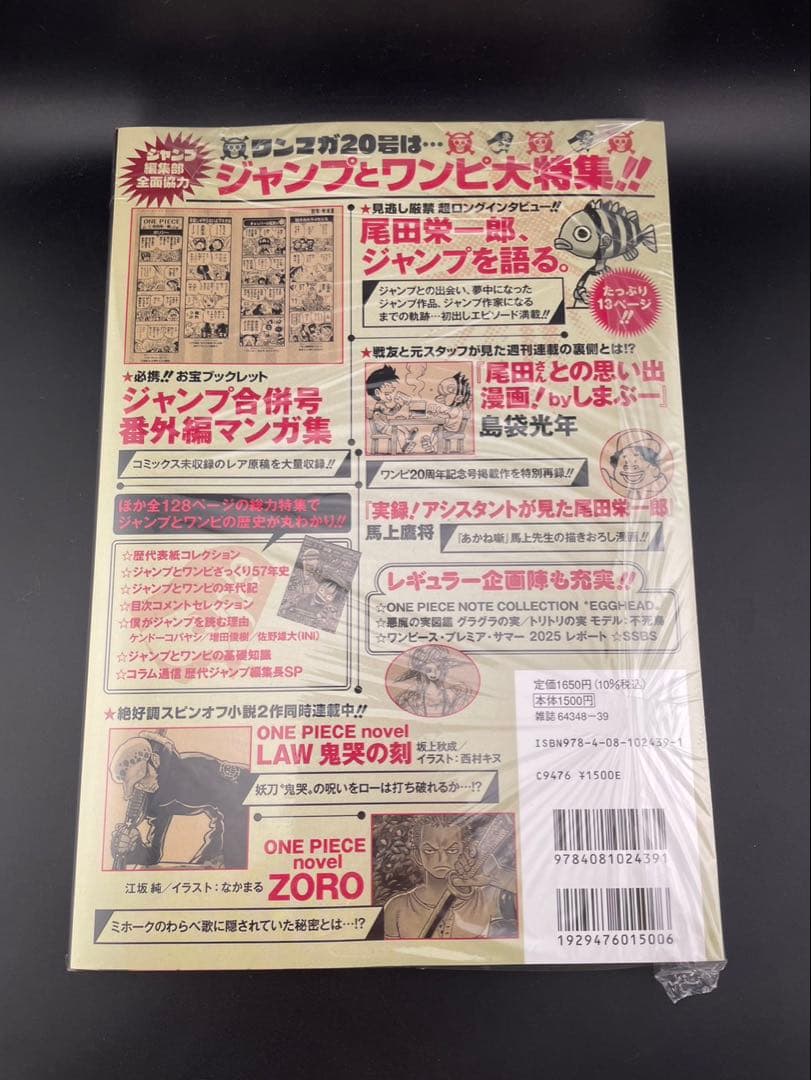 ジャンプ
編集部
全面協力
ワンマガ20号は…
ジャンプとワンピ大特集!!
ONE PIECE
★見逃し厳禁 超ロングインタビュー!!
尾田栄一郎、
ジャンプを語る。
ジャンプとの出会い、夢中になった
ジャンプ作品、ジャンプ作家になる
までの軌跡…初出しエピソード満載!!
たっぷり
13ページ
!!
★必携!! お宝ブックレット
ジャンプ合併号
番外編マンガ集
コミックス未収録のレア原稿を大量収録!!
★戦友と元スタッフが見た週刊連載の裏側とは!?
『尾田さんとの思い出
漫画!byしまぶー』
島袋光年
ワンピ20周年記念号掲載作を特別再録!!
『実録!アシスタントが見た尾田栄一郎』
馬上鷹将
『あかね噺』馬上先生の描きおろし漫画!!
ほか全128ページの総力特集で
ジャンプとワンピの歴史が丸わかり!!
☆歴代表紙コレクション
☆ジャンプとワンピざっくり57年史
☆ジャンプとワンピの年代記
☆目次コメントセレクション
☆僕がジャンプを読む理由
ケンドーコバヤシ/増田俊樹/佐野雄大(INI)
☆ジャンプとワンピの基礎知識
☆コラム通信 歴代ジャンプ編集長SP
レギュラー企画陣も充実!!
☆ONE PIECE NOTE COLLECTION “EGGHEAD”
☆悪魔の実図鑑 グラグラの実/トリトリの実 モデル:不死鳥
☆ワンピース・プレミア・サマー 2025 レポート ☆SSBS
★絶好調スピンオフ小説2作同時連載中!!
ONE PIECE novel
LAW 鬼哭の刻
坂上秋成/
イラスト:西村キヌ
妖刀“鬼哭”の呪いをローは打ち破れるか…!?
ONE PIECE
novel
ZORO
江坂 純/イラスト:なかまる
ミホークのわらべ歌に隠されていた秘密とは…!?
定価1650円(10%税込)
本体1500円
雑誌 64348-39
ISBN978-4-08-102439-1
C9476 ¥1500E
9784081024391
1929476015006